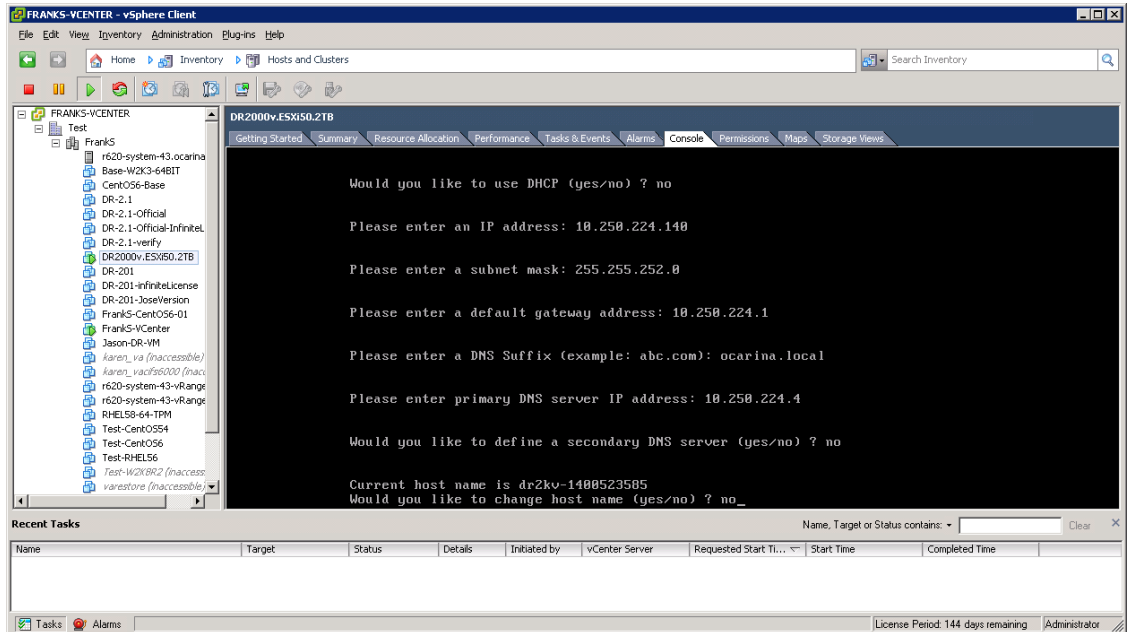 FRANKS-VCENTER - vSphere Client
File Edit View Inventory Administration Plug-ins Help
Home Inventory Hosts and Clusters
Search Inventory
FRANKS-VCENTER
Test
FrankS
r620-system-43.ocarina
Base-W2K3-64BIT
CentOS6-Base
DR-2.1
DR-2.1-Official
DR-2.1-Official-InfiniteL
DR-2.1-verify
DR2000v.ESXi50.2TB
DR-201
DR-201-infiniteLicense
DR-201-JoseVersion
FrankS-CentOS6-01
FrankS-VCenter
Jason-DR-VM
karen_va (inaccessible)
karen_vacifs6000 (inacc
r620-system-43-vRange
r620-system-43-vRange
RHEL58-64-TPM
Test-CentOS54
Test-CentOS6
Test-RHEL56
Test-W2K8R2 (inaccess
varestore (inaccessible)
DR2000v.ESXi50.2TB
Getting Started Summary Resource Allocation Performance Tasks & Events Alarms Console Permissions Maps Storage Views
Would you like to use DHCP (yes/no) ? no
Please enter an IP address: 10.250.224.140
Please enter a subnet mask: 255.255.252.0
Please enter a default gateway address: 10.250.224.1
Please enter a DNS Suffix (example: abc.com): ocarina.local
Please enter primary DNS server IP address: 10.250.224.4
Would you like to define a secondary DNS server (yes/no) ? no
Current host name is dr2kv-1400523585
Would you like to change host name (yes/no) ? no_
Recent Tasks
Name, Target or Status contains: Clear
Name Target Status Details Initiated by vCenter Server Requested Start Ti... Start Time Completed Time
Tasks Alarms
License Period: 144 days remaining Administrator